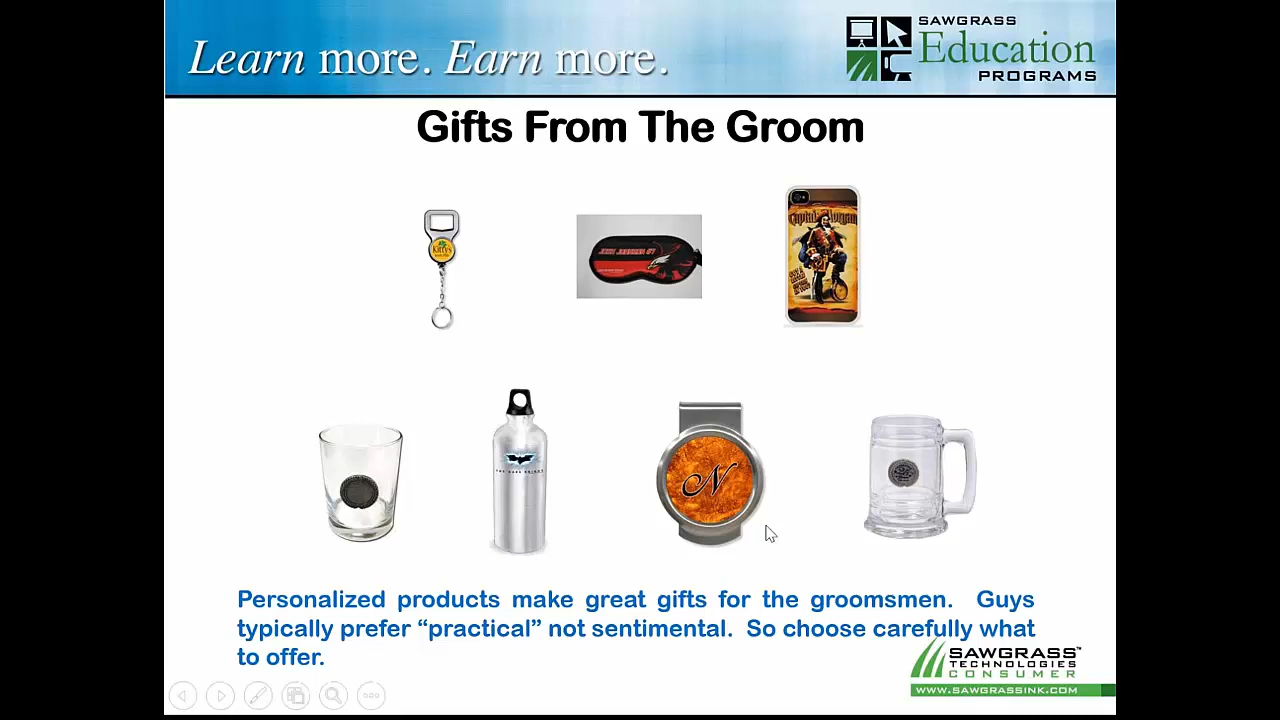 Learn more. Earn more.
SAWGRASS
Education
PROGRAMS
Gifts From The Groom
Kitty's
Captain Morgan
N
Personalized products make great gifts for the groomsmen. Guys
typically prefer “practical” not sentimental. So choose carefully what
to offer.
SAWGRASS™
TECHNOLOGIES
CONSUMER
WWW.SAWGRASSINK.COM